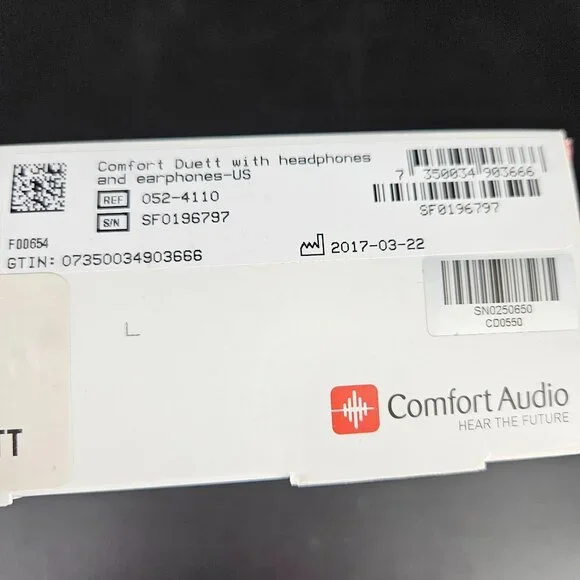 Comfort Duett with headphones
and earphones-US
REF 052-4110
S/N SF0196797
F00654
GTIN: 07350034903666
2017-03-22
7 350034 903666
SF0196797
SN0250650
CD0550
Comfort Audio
HEAR THE FUTURE
TT